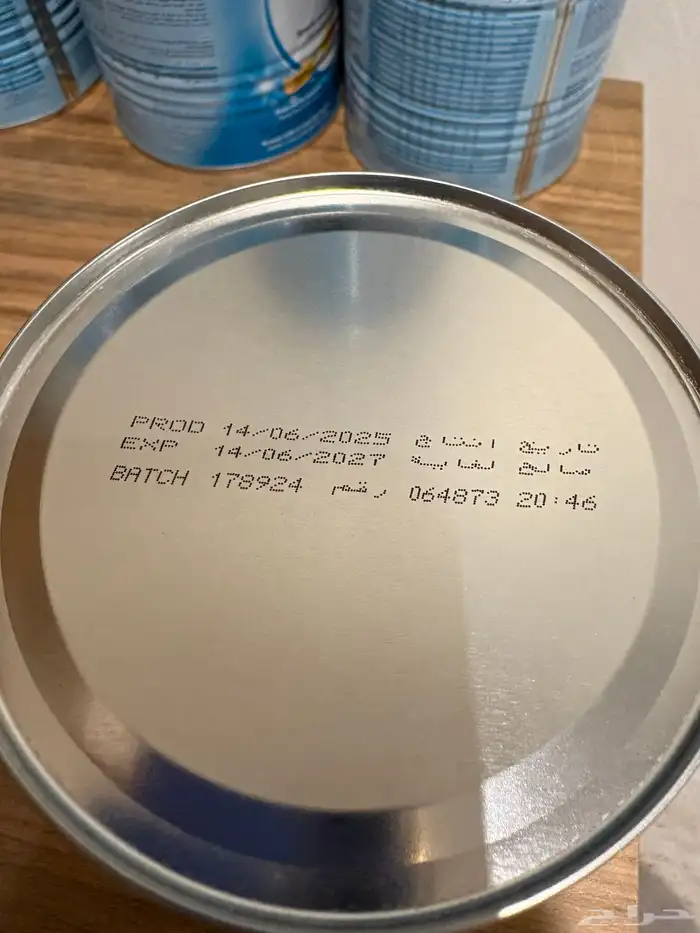 PROD 14/06/2025 تاريخ انتاج
EXP 14/06/2027 صالح لغاية
BATCH 178924 رقم 064873 20:46
حراج